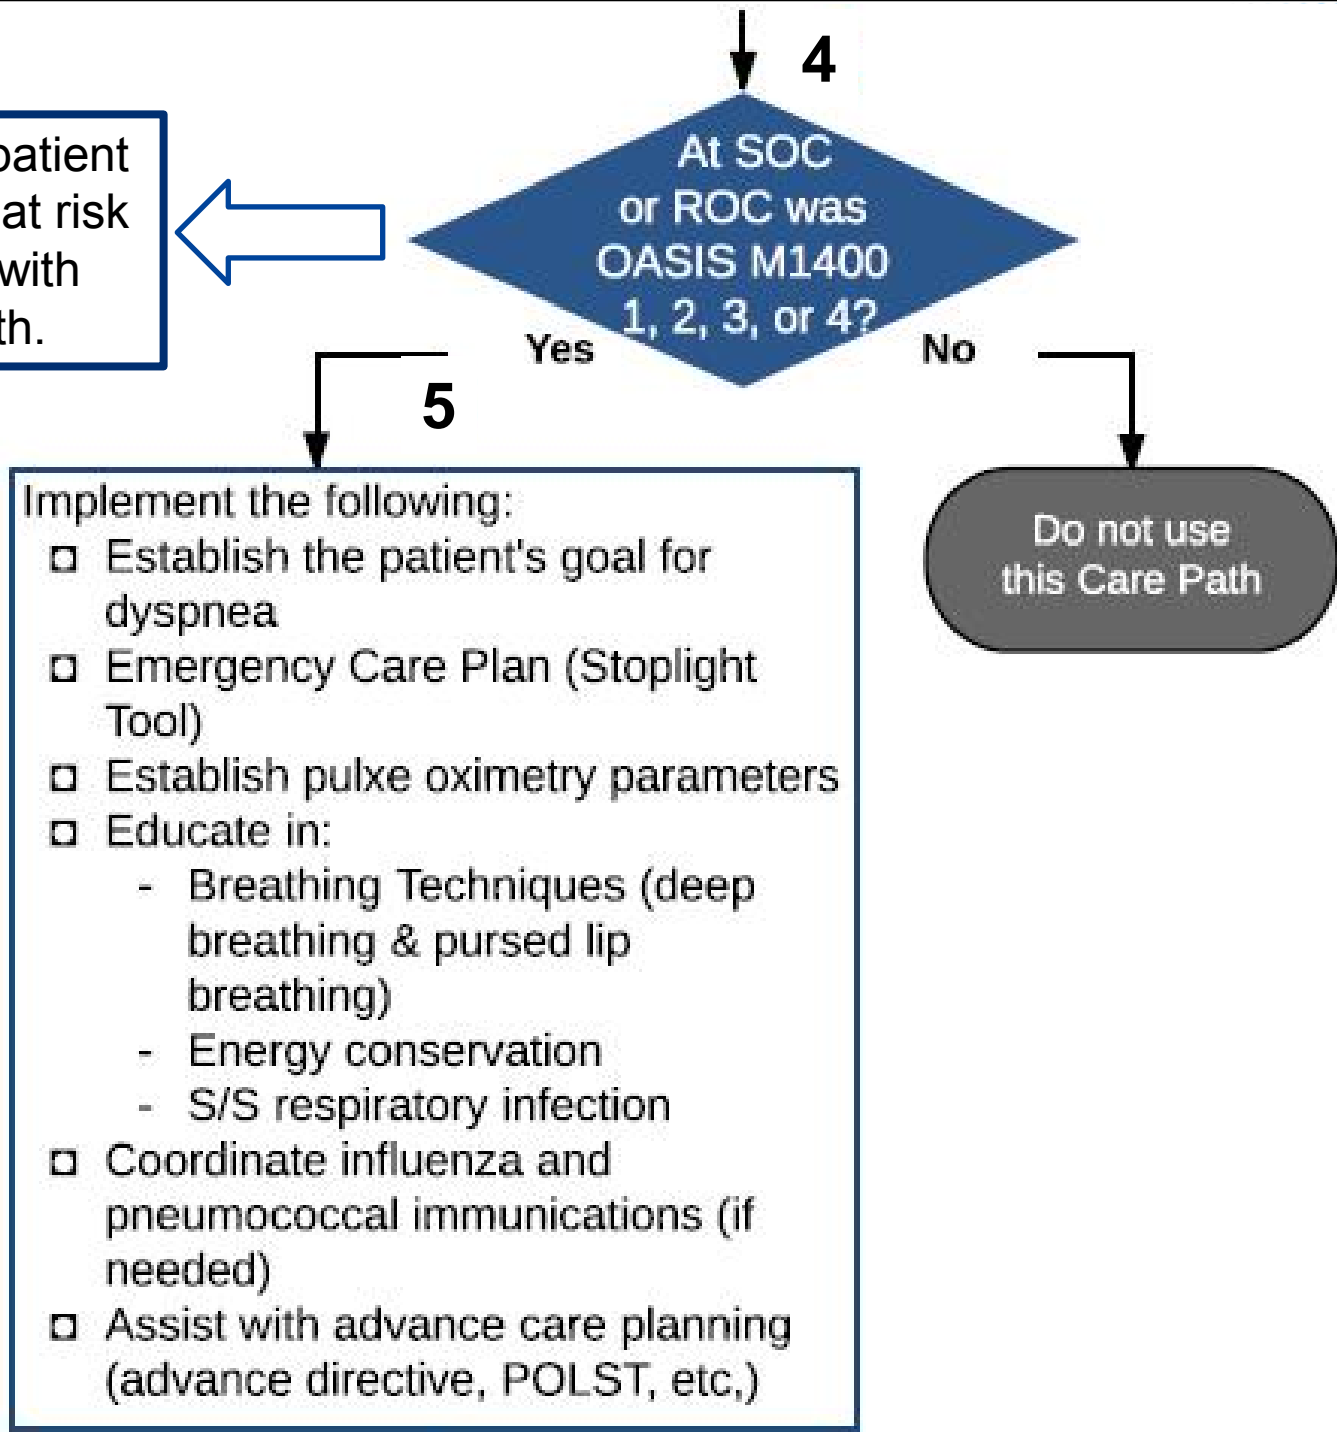 4
At SOC
or ROC was
OASIS M1400
1, 2, 3, or 4?
patient
at risk
with
th.
Yes
No
5
Implement the following:
◘ Establish the patient's goal for
dyspnea
◘ Emergency Care Plan (Stoplight
Tool)
◘ Establish pulxe oximetry parameters
◘ Educate in:
- Breathing Techniques (deep
breathing & pursed lip
breathing)
- Energy conservation
- S/S respiratory infection
◘ Coordinate influenza and
pneumococcal immunications (if
needed)
◘ Assist with advance care planning
(advance directive, POLST, etc,)
Do not use
this Care Path